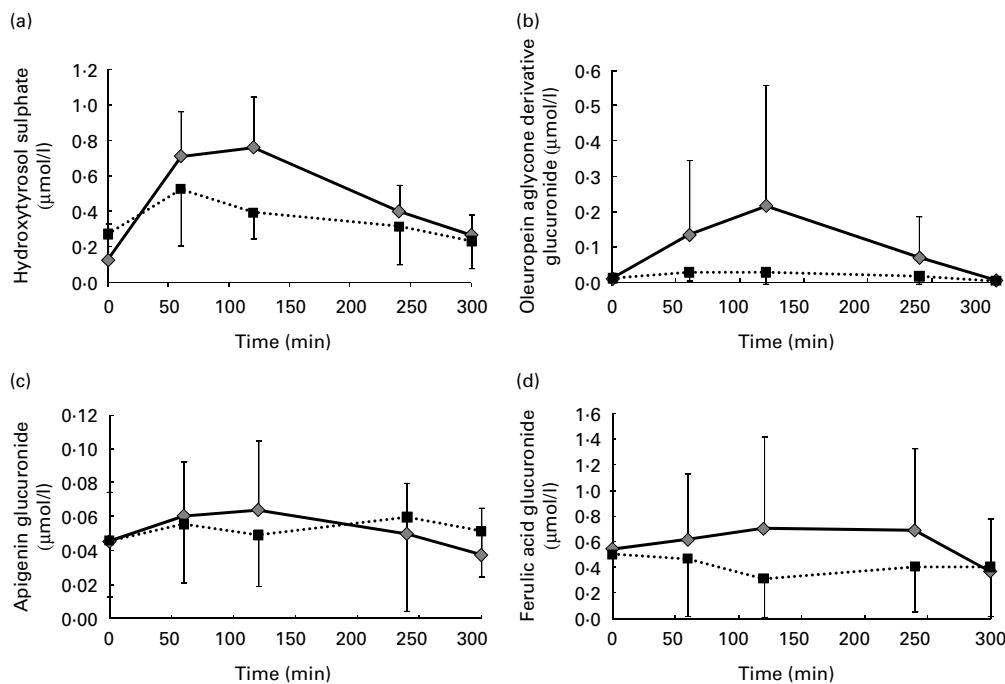 (a)
Hydroxytyrosol sulphate
(μmol/l)
1·2
1·0
0·8
0·6
0·4
0·2
0·0
0 50 100 150 200 250 300
Time (min)
(b)
Oleuropein aglycone derivative
glucuronide (μmol/l)
0·6
0·5
0·4
0·3
0·2
0·1
0·0
0 50 100 150 200 250 300
Time (min)
(c)
Apigenin glucuronide
(μmol/l)
0·12
0·10
0·08
0·06
0·04
0·02
0·00
0 50 100 150 200 250 300
Time (min)
(d)
Ferulic acid glucuronide
(μmol/l)
1·6
1·4
1·2
1·0
0·8
0·6
0·4
0·2
0·0
0 50 100 150 200 250 300
Time (min)